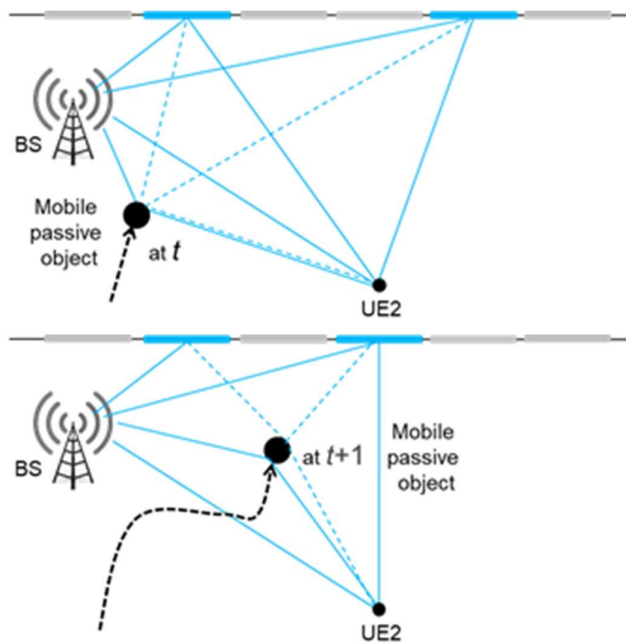 BS
Mobile
passive
object
at t
UE2
BS
at t+1
Mobile
passive
object
UE2